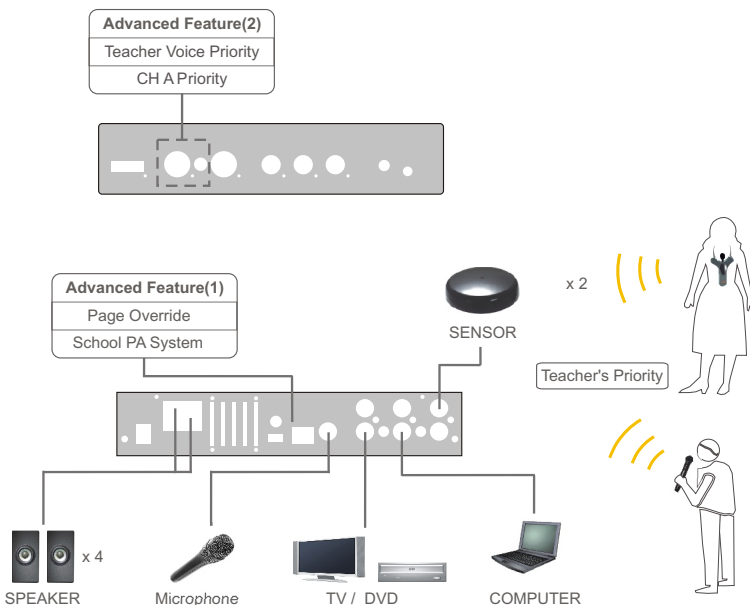 Advanced Feature(2)
Teacher Voice Priority
CH A Priority
Advanced Feature(1)
Page Override
School PA System
x 2
SENSOR
Teacher's Priority
x 4
SPEAKER
Microphone
TV / DVD
COMPUTER